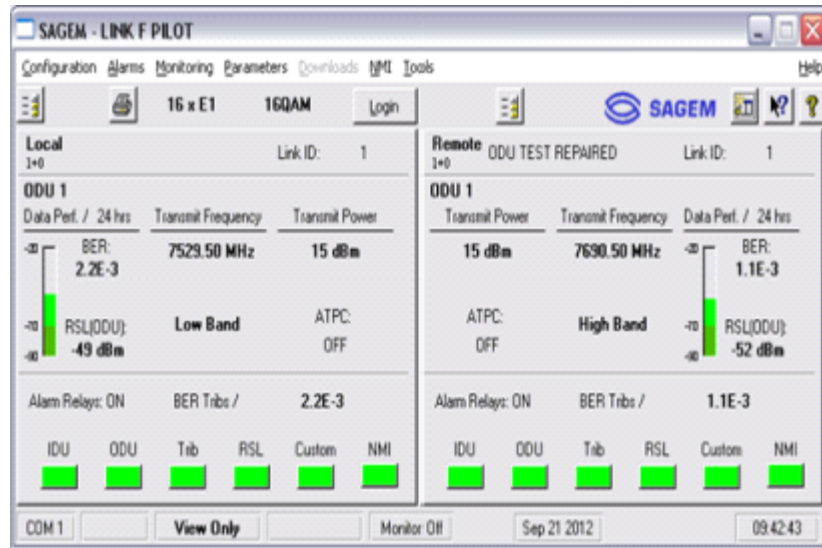 SAGEM - LINK F PILOT
Configuration Alarms Monitoring Parameters Downloads NMI Tools Help
16 x E1 16QAM Login SAGEM
Local
1+0
Link ID: 1
ODU 1
Data Perf. / 24 hrs Transmit Frequency Transmit Power
-20
BER:
2.2E-3
7529.50 MHz
15 dBm
-70
RSL(ODU):
-49 dBm
-90
Low Band
ATPC:
OFF
Alarm Relays: ON BER Tribs / 2.2E-3
IDU ODU Trib RSL Custom NMI
Remote ODU TEST REPAIRED
1+0
Link ID: 1
ODU 1
Transmit Power Transmit Frequency Data Perf. / 24 hrs
15 dBm
7690.50 MHz
-20
BER:
1.1E-3
ATPC:
OFF
High Band
-70
RSL(ODU):
-52 dBm
-90
Alarm Relays: ON BER Tribs / 1.1E-3
IDU ODU Trib RSL Custom NMI
COM 1 View Only Monitor Off Sep 21 2012 09:42:43